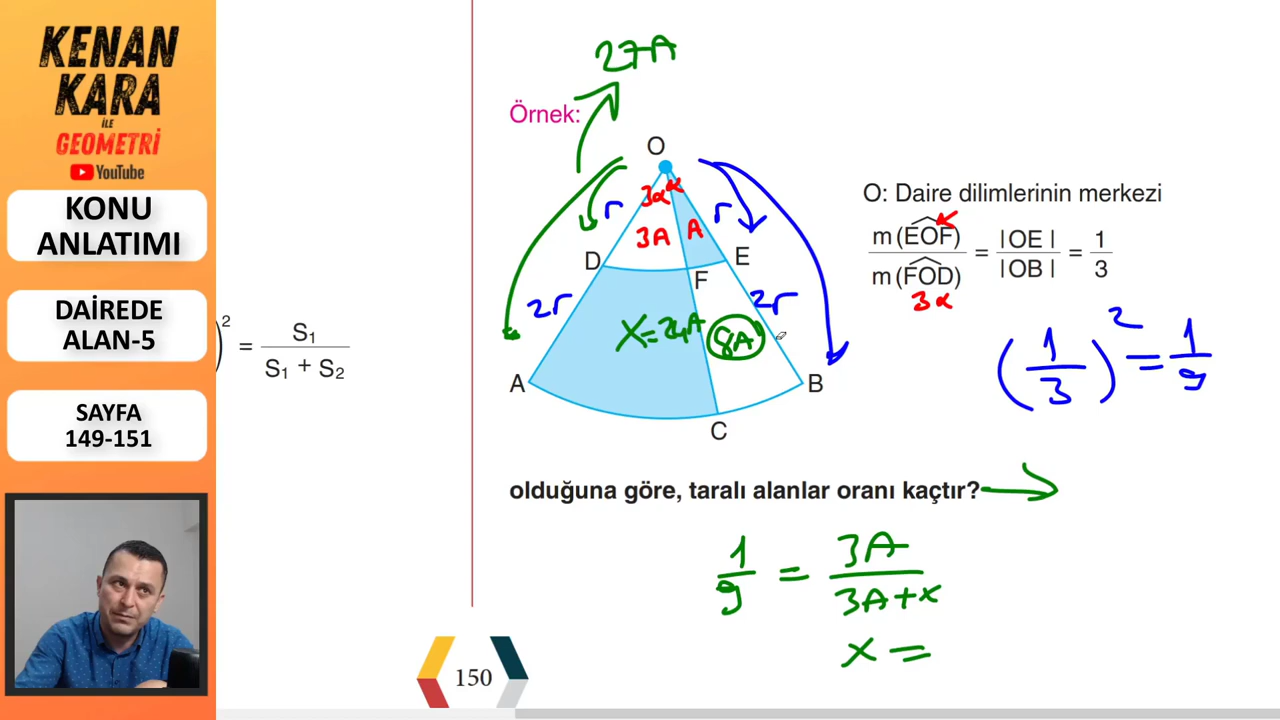 KENAN
KARA
İLE
GEOMETRİ
YouTube
KONU
ANLATIMI
DAİREDE
ALAN-5
SAYFA
149-151
)² = S₁ / (S₁ + S₂)
27A
Örnek:
O
3α α
r r
3A A
D E
F
2r 2r
X=24A 8A
A B
C
O: Daire dilimlerinin merkezi
m(EOF) / m(FOD) = |OE| / |OB| = 1/3
3α
(1/3)² = 1/9
olduğuna göre, taralı alanlar oranı kaçtır?
1/9 = 3A / 3A+x
x =
150